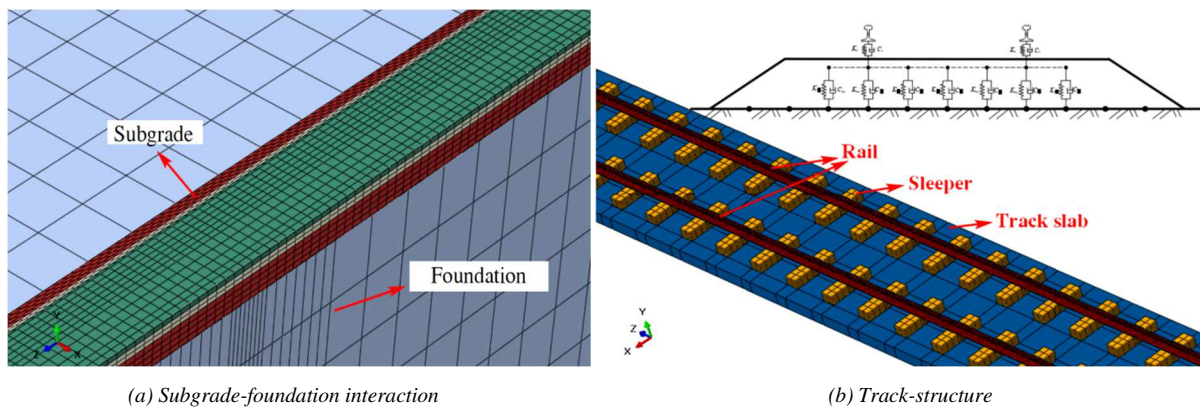 Subgrade
Foundation
Y
Z
X
Rail
Sleeper
Track slab
Y
Z
X
(a) Subgrade-foundation interaction
(b) Track-structure